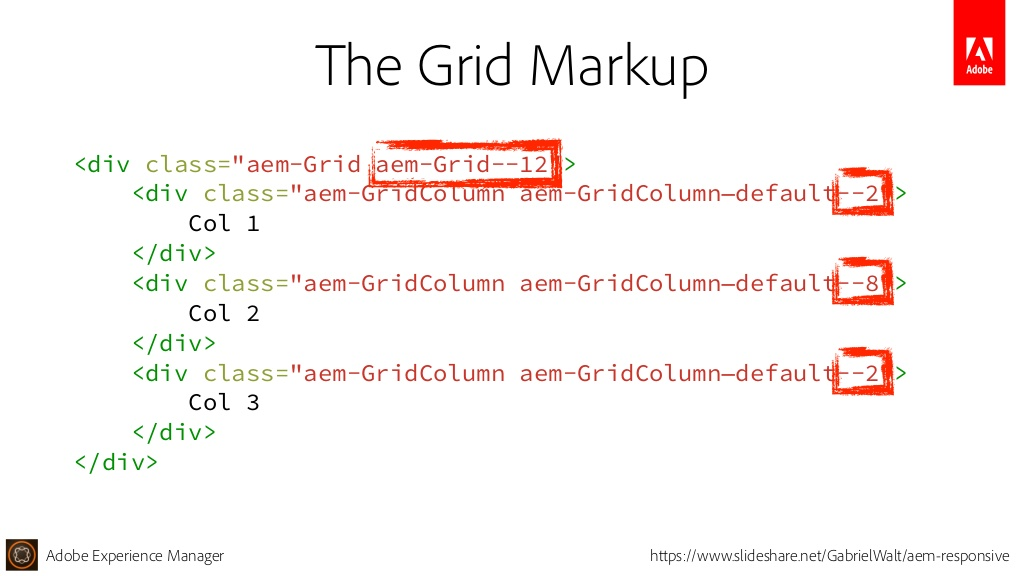 The Grid Markup
Adobe
<div class="aem-Grid aem-Grid--12">
<div class="aem-GridColumn aem-GridColumn—default--2">
Col 1
</div>
<div class="aem-GridColumn aem-GridColumn—default--8">
Col 2
</div>
<div class="aem-GridColumn aem-GridColumn—default--2">
Col 3
</div>
</div>
Adobe Experience Manager
https://www.slideshare.net/GabrielWalt/aem-responsive